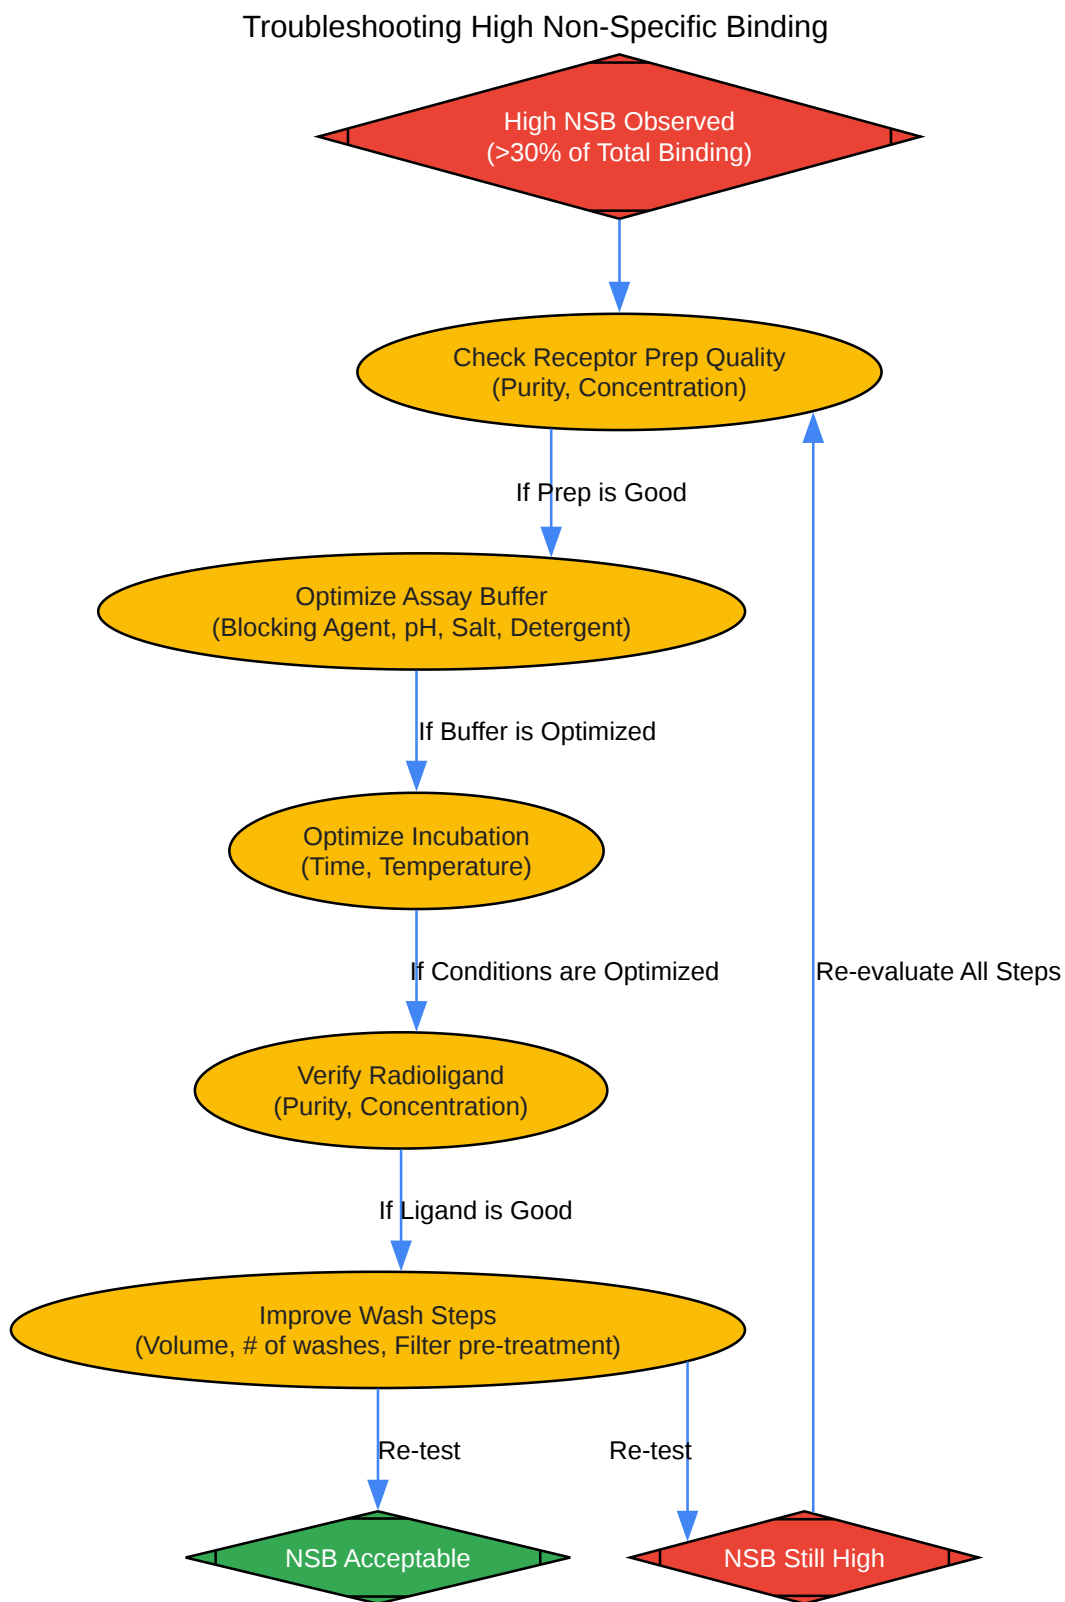 Troubleshooting High Non-Specific Binding
High NSB Observed
(>30% of Total Binding)
Check Receptor Prep Quality
(Purity, Concentration)
If Prep is Good
Optimize Assay Buffer
(Blocking Agent, pH, Salt, Detergent)
If Buffer is Optimized
Optimize Incubation
(Time, Temperature)
If Conditions are Optimized
Re-evaluate All Steps
Verify Radioligand
(Purity, Concentration)
If Ligand is Good
Improve Wash Steps
(Volume, # of washes, Filter pre-treatment)
Re-test
Re-test
NSB Acceptable
NSB Still High